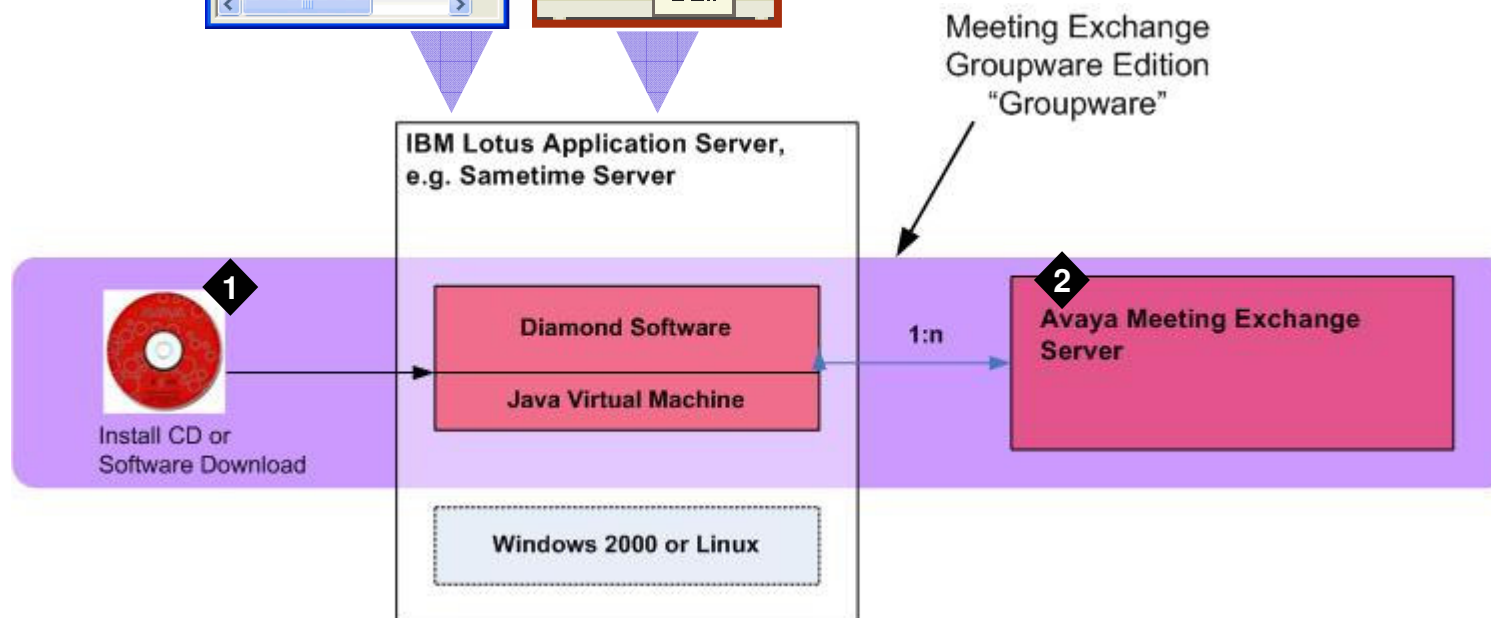 Meeting Exchange
Groupware Edition
“Groupware”
IBM Lotus Application Server,
e.g. Sametime Server
1
2
Diamond Software
Java Virtual Machine
1:n
Avaya Meeting Exchange
Server
AVAYA
Install CD or
Software Download
Windows 2000 or Linux